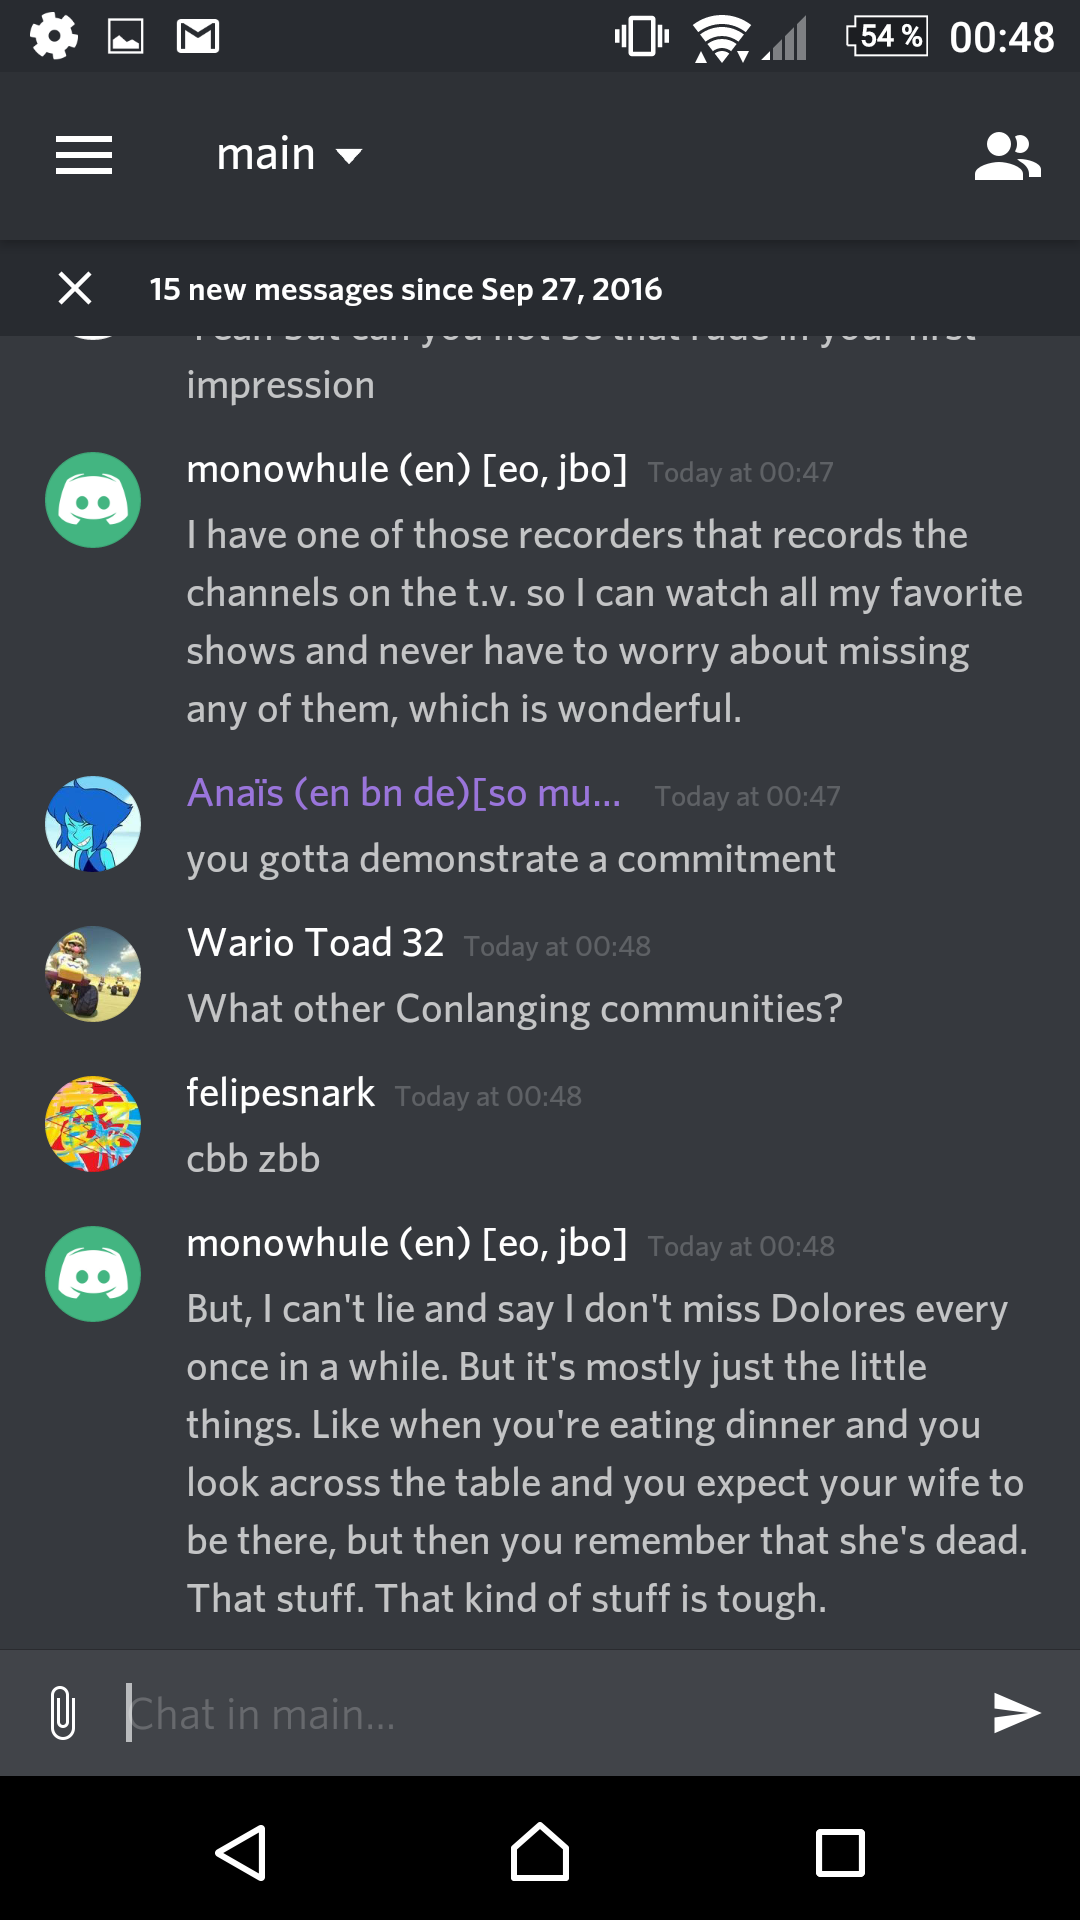 54 % 00:48
main
15 new messages since Sep 27, 2016
impression
monowhule (en) [eo, jbo] Today at 00:47
I have one of those recorders that records the
channels on the t.v. so I can watch all my favorite
shows and never have to worry about missing
any of them, which is wonderful.
Anaïs (en bn de)[so mu... Today at 00:47
you gotta demonstrate a commitment
Wario Toad 32 Today at 00:48
What other Conlanging communities?
felipesnark Today at 00:48
cbb zbb
monowhule (en) [eo, jbo] Today at 00:48
But, I can't lie and say I don't miss Dolores every
once in a while. But it's mostly just the little
things. Like when you're eating dinner and you
look across the table and you expect your wife to
be there, but then you remember that she's dead.
That stuff. That kind of stuff is tough.
Chat in main...